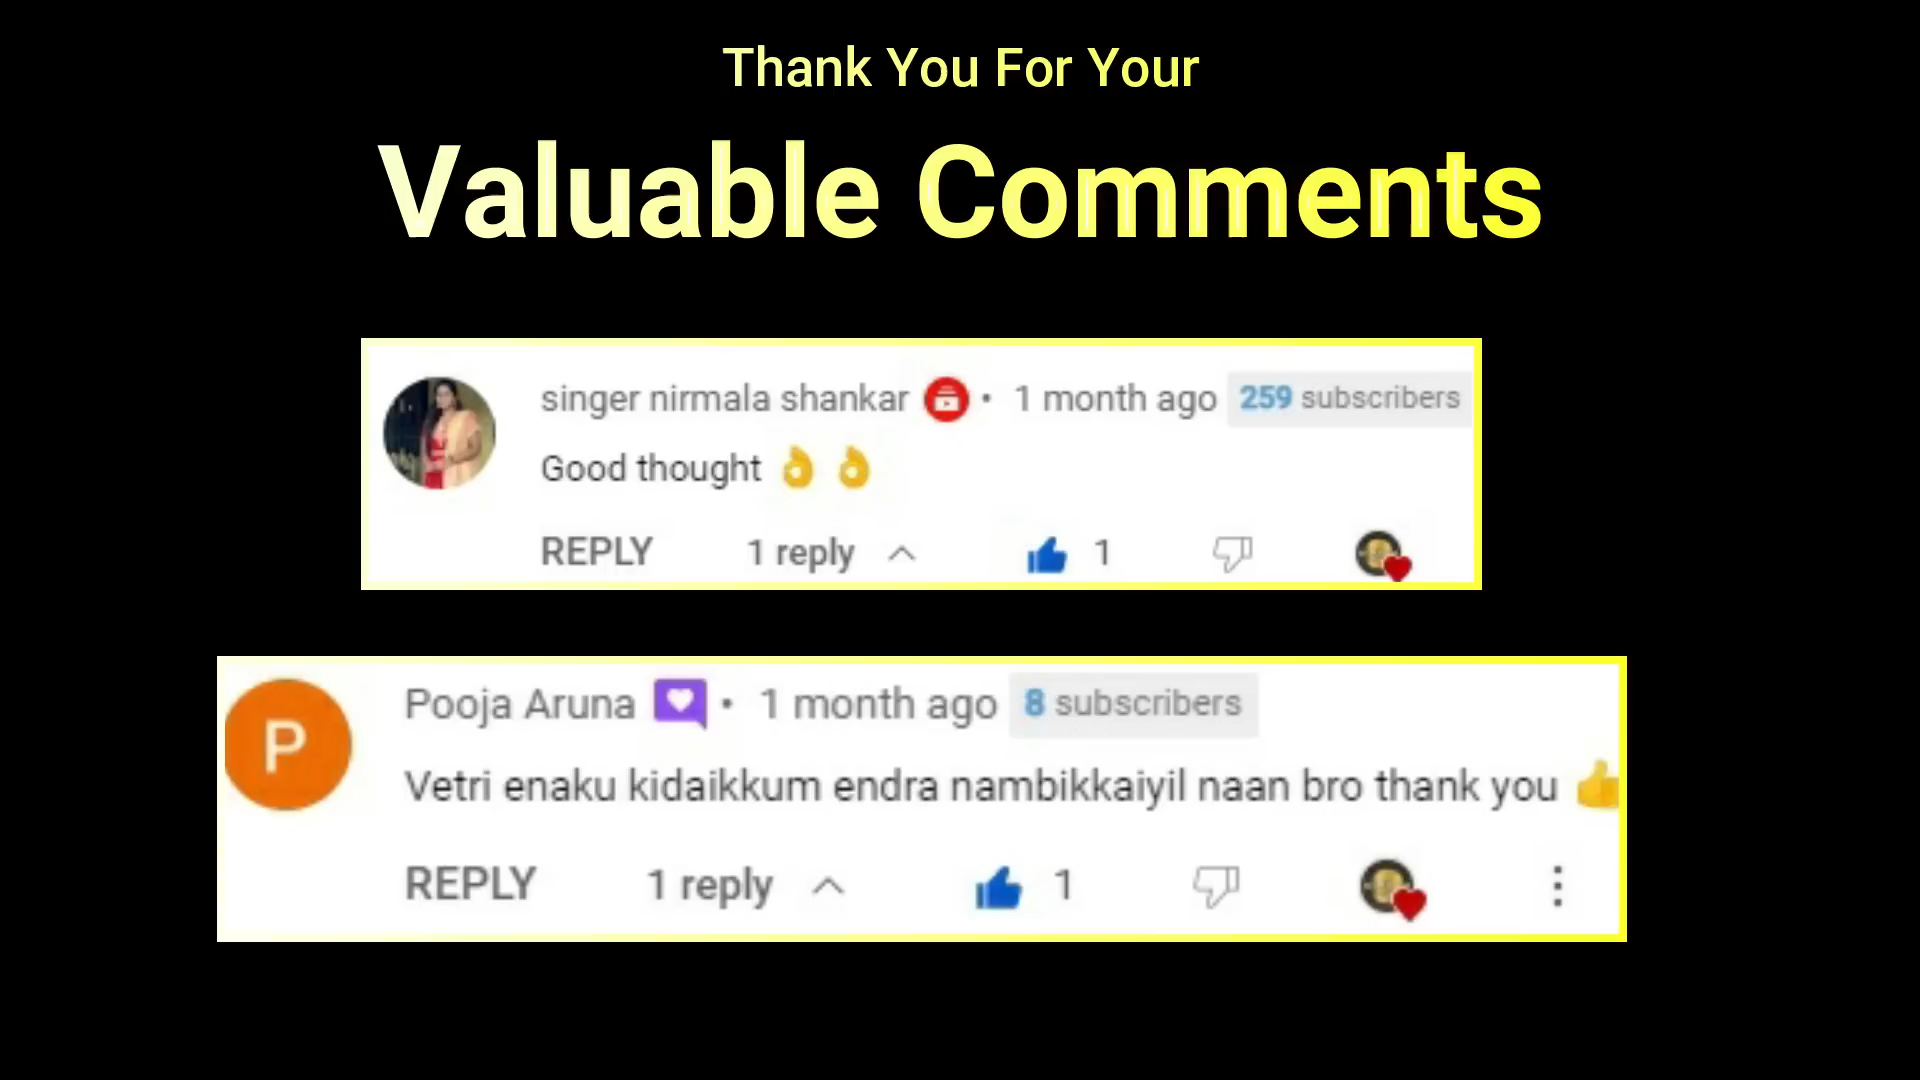 Thank You For Your
Valuable Comments
singer nirmala shankar • 1 month ago 259 subscribers
Good thought 👌 👌
REPLY 1 reply 1
P
Pooja Aruna • 1 month ago 8 subscribers
Vetri enaku kidaikkum endra nambikkaiyil naan bro thank you 👍
REPLY 1 reply 1